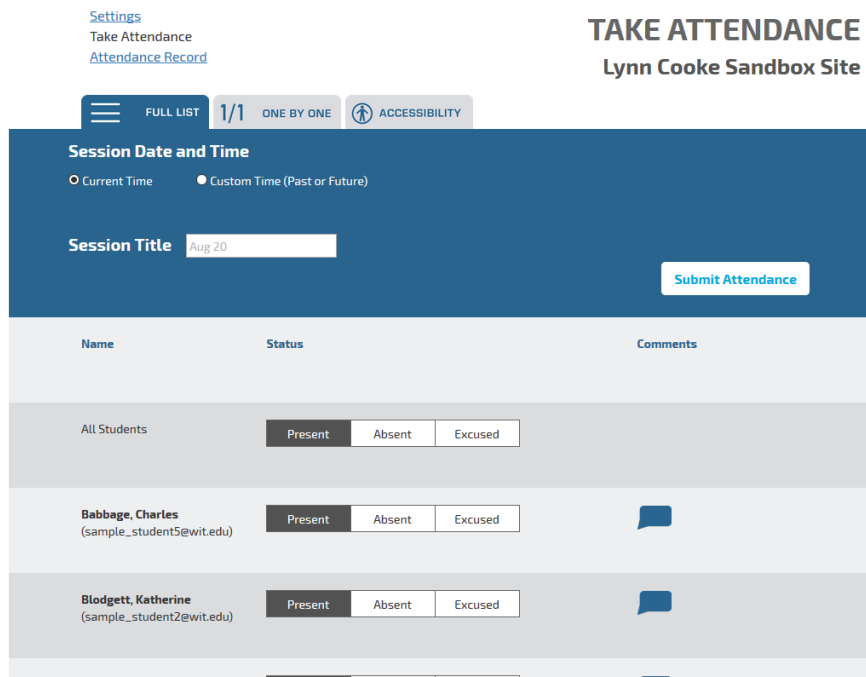 Settings
Take Attendance
Attendance Record
TAKE ATTENDANCE
Lynn Cooke Sandbox Site
FULL LIST 1/1 ONE BY ONE ACCESSIBILITY
Session Date and Time
Current Time Custom Time (Past or Future)
Session Title Aug 20
Submit Attendance
Name Status Comments
All Students Present Absent Excused
Babbage, Charles
(sample_student5@wit.edu) Present Absent Excused
Blodgett, Katherine
(sample_student2@wit.edu) Present Absent Excused